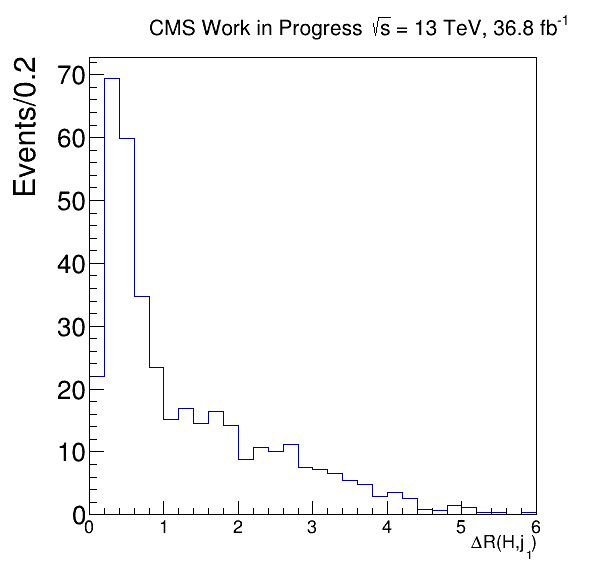 CMS Work in Progress √s = 13 TeV, 36.8 fb⁻¹
Events/0.2
70
60
50
40
30
20
10
0
0 1 2 3 4 5 6
ΔR(H,j₁)